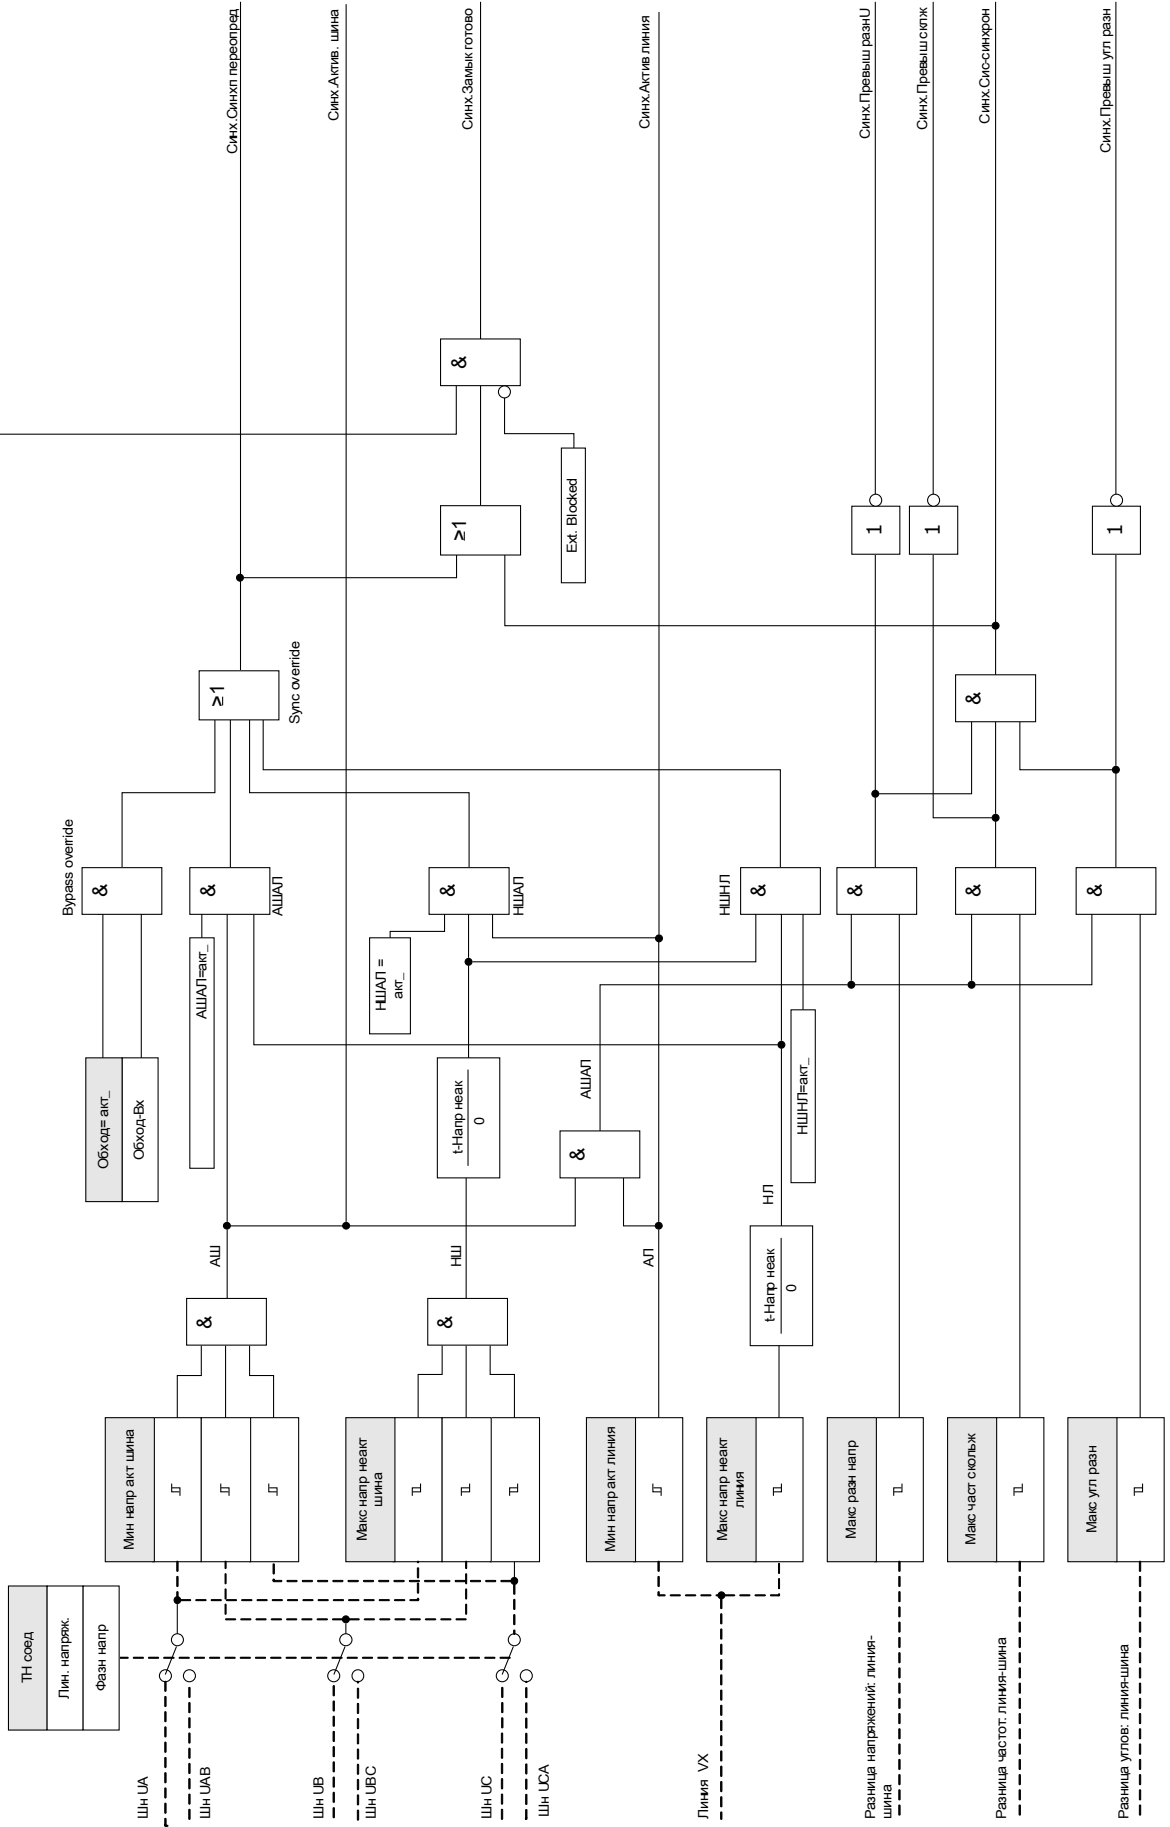 ТН соед
Лин. напряж.
Фазн напр
Шн UA
Шн UAB
Шн UB
Шн UBC
Шн UC
Шн UCA
Линия VX
Разница напряжений: линия-
шина
Разница частот: линия-шина
Разница углов: линия-шина
Мин напр акт шина
Макс напр неакт
шина
Мин напр акт линия
Макс напр неакт
линия
Макс разн напр
Макс част скольж
Макс угл разн
&
&
АШ
НШ
АЛ
t-Напр неак
0
НЛ
t-Напр неак
0
&
АШАЛ
Обход= акт_
Обход-Вх
АШАЛ=акт_
НШАЛ =
акт_
НШНЛ=акт_
Bypass override
&
&
АШАЛ
&
НШАЛ
НШНЛ
&
&
&
&
≥1
Sync override
&
≥1
Ext. Blocked
1
1
1
&
Синх.Синхп переопред
Синх.Актив. шина
Синх.Замык готово
Синх.Актив линия
Синх.Превыш разнU
Синх.Превыш склпж
Синх.Сис-синхрон
Синх.Превыш угл разн